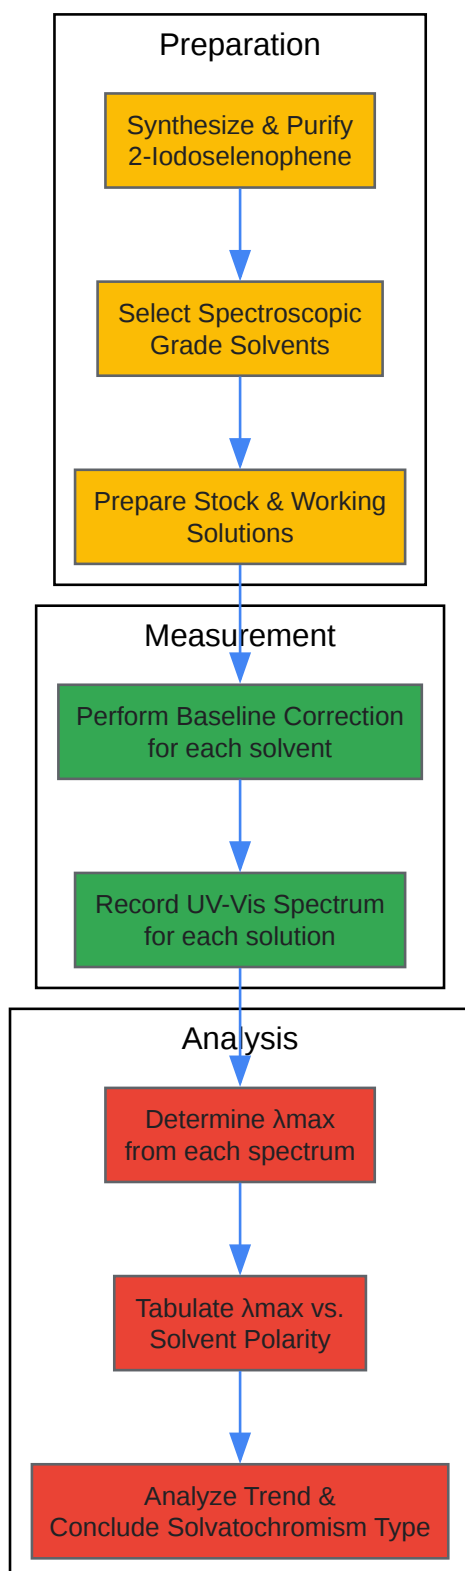 Preparation
Synthesize & Purify
2-Iodoselenophene
Select Spectroscopic
Grade Solvents
Prepare Stock & Working
Solutions
Measurement
Perform Baseline Correction
for each solvent
Record UV-Vis Spectrum
for each solution
Analysis
Determine λmax
from each spectrum
Tabulate λmax vs.
Solvent Polarity
Analyze Trend &
Conclude Solvatochromism Type